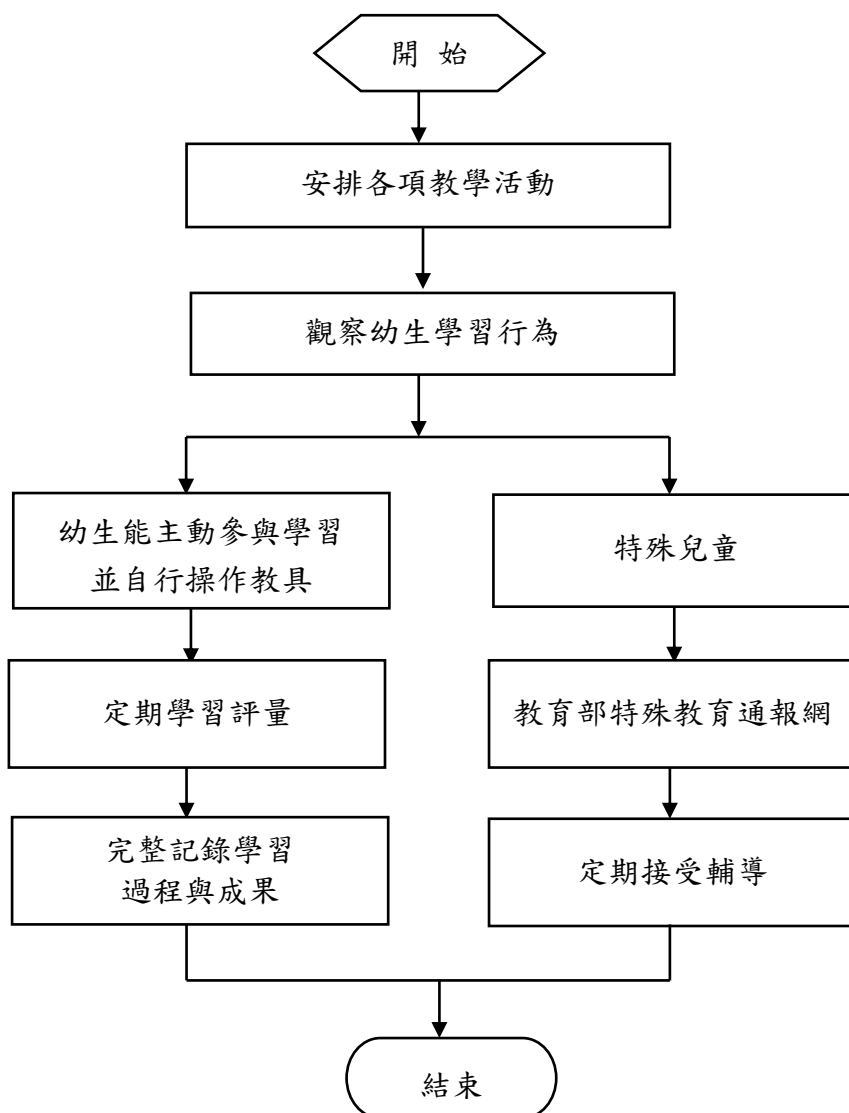 開 始
安排各項教學活動
觀察幼生學習行為
幼生能主動參與學習
並自行操作教具
特殊兒童
定期學習評量
教育部特殊教育通報網
完整記錄學習
過程與成果
定期接受輔導
結束